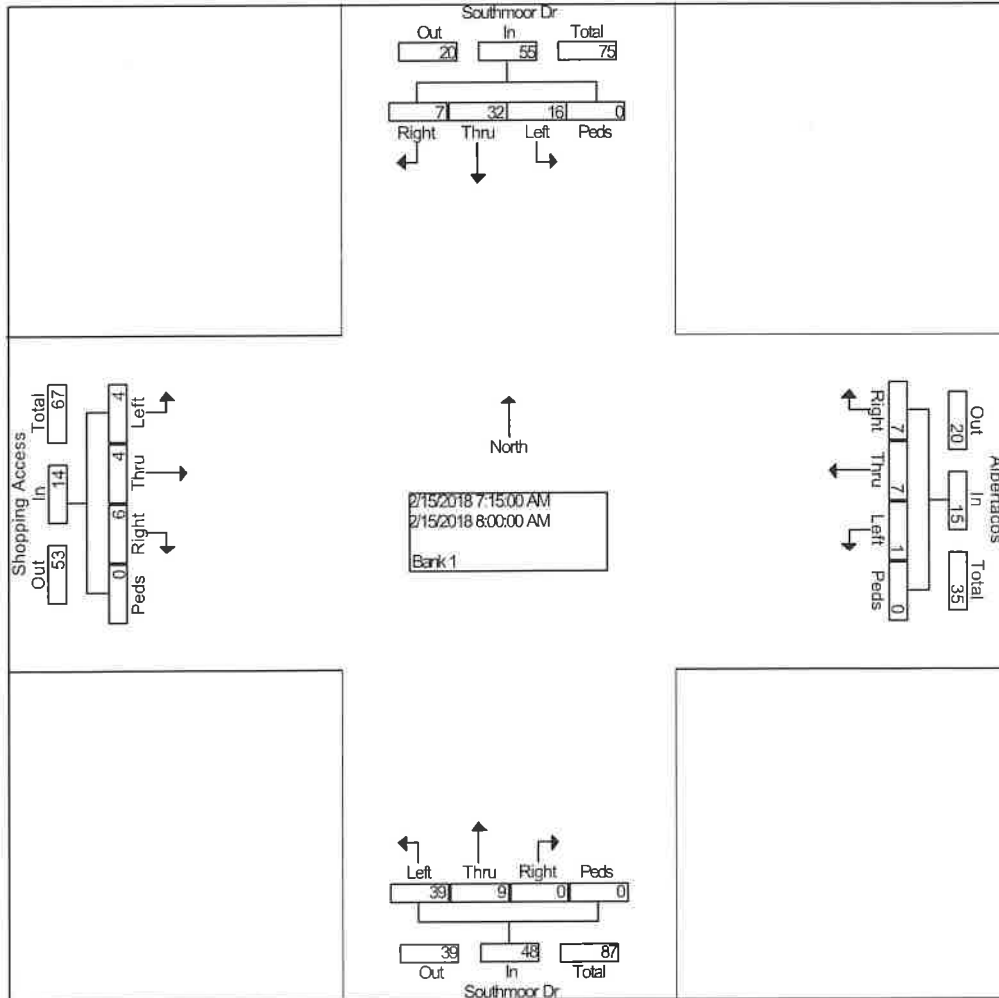 Southmoor Dr
Out In Total
20 55 75
7 32 16 0
Right Thru Left Peds
Shopping Access
Total In Out
67 14 53
4 4 6 0
Left Thru Right Peds
North
2/15/2018 7:15:00 AM
2/15/2018 8:00:00 AM
Bank 1
Right Thru Left Peds
7 7 1 0
Out In Total
20 15 35
Albertacos
Left Thru Right Peds
39 9 0 0
39 48 87
Out In Total
Southmoor Dr